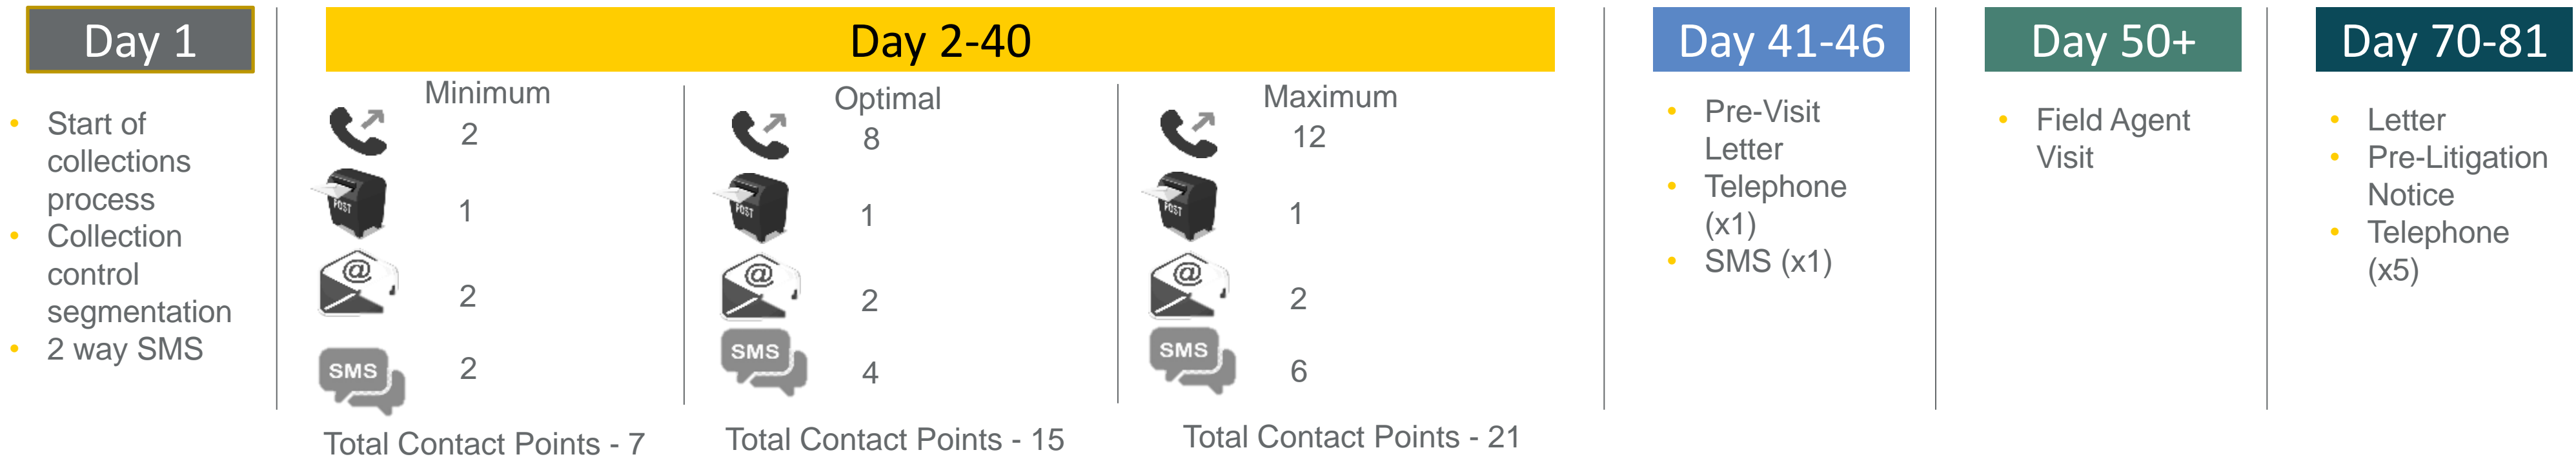 Day 1
• Start of
collections
process
• Collection
control
segmentation
• 2 way SMS
Day 2-40
Minimum
2
POST
1
@
2
SMS
2
Total Contact Points - 7
Optimal
8
POST
1
@
2
SMS
4
Total Contact Points - 15
Maximum
12
POST
1
@
2
SMS
6
Total Contact Points - 21
Day 41-46
• Pre-Visit
Letter
• Telephone
(x1)
• SMS (x1)
Day 50+
• Field Agent
Visit
Day 70-81
• Letter
• Pre-Litigation
Notice
• Telephone
(x5)